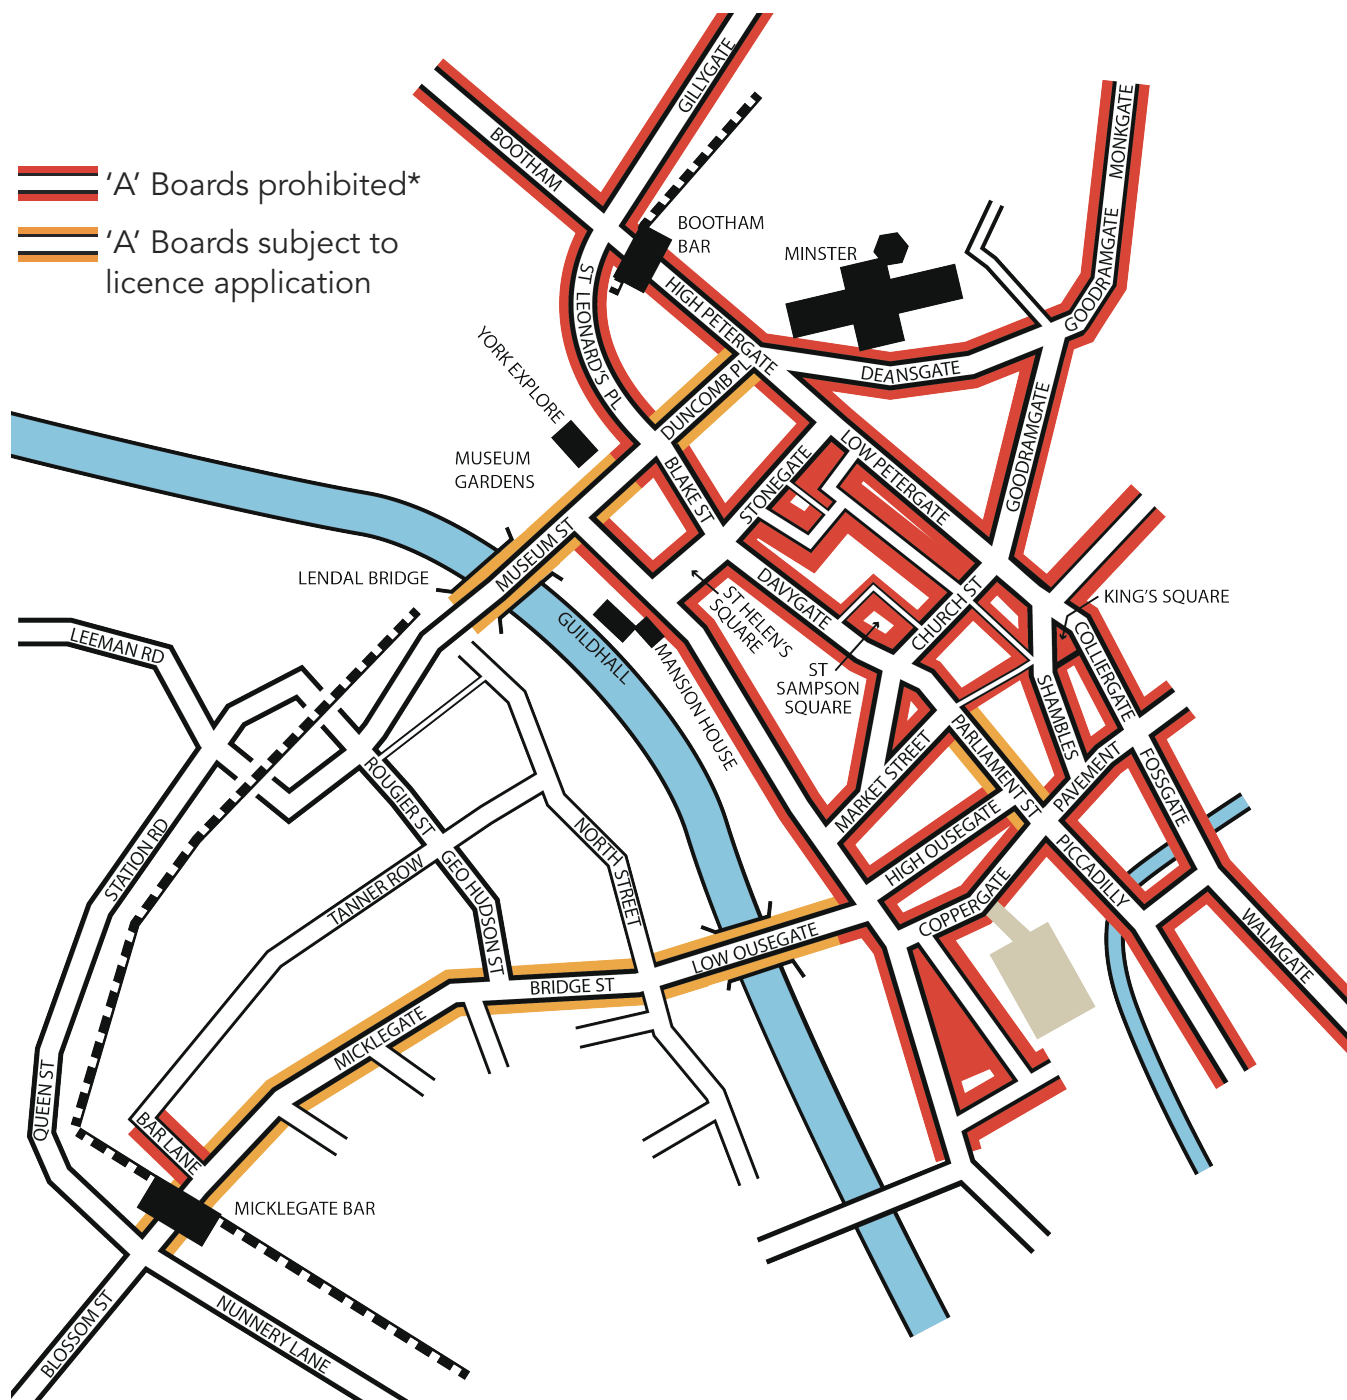 GILLYGATE
BOOTHAM
MONKGATE
'A' Boards prohibited*
'A' Boards subject to
licence application
BOOTHAM
BAR
MINSTER
GOODRAMGATE
ST LEONARD'S PL
HIGH PETERGATE
YORK EXPLORE
DUNCOMB PL
DEANSGATE
GOODRAMGATE
MUSEUM
GARDENS
BLAKE ST
STONEGATE
LOW PETERGATE
LENDAL BRIDGE
MUSEUM ST
GUILDHALL
MANSION HOUSE
ST HELEN'S
SQUARE
DAVYGATE
CHURCH ST
KING'S SQUARE
COLLIERGATE
LEEMAN RD
ST
SAMPSON
SQUARE
SHAMBLES
PARLIAMENT ST
MARKET STREET
PAVEMENT
FOSSGATE
ROUGIER ST
STATION RD
TANNER ROW
GEO HUDSON ST
NORTH STREET
HIGH OUSEGATE
COPPERGATE
PICCADILLY
WALMGATE
LOW OUSEGATE
BRIDGE ST
MICKLEGATE
QUEEN ST
BAR LANE
MICKLEGATE BAR
BLOSSOM ST
NUNNERY LANE